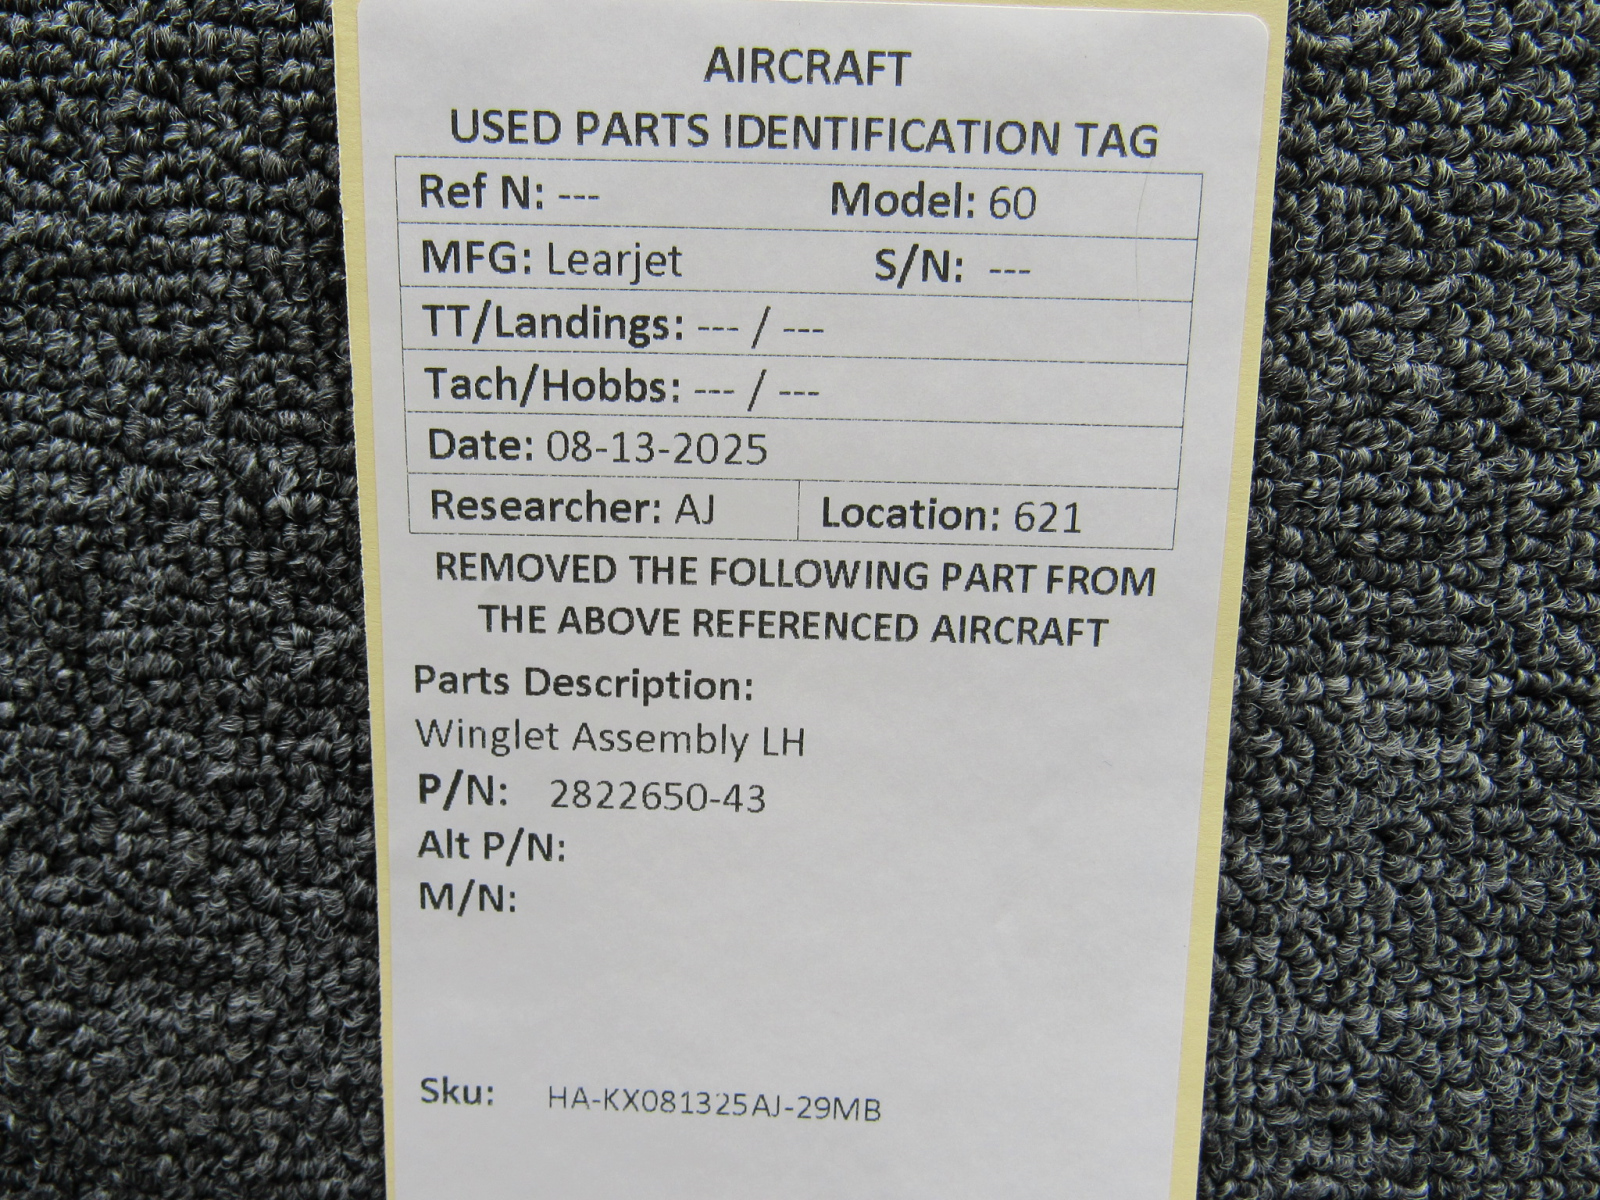 AIRCRAFT
USED PARTS IDENTIFICATION TAG
Ref N: --- Model: 60
MFG: Learjet S/N: ---
TT/Landings: --- / ---
Tach/Hobbs: --- / ---
Date: 08-13-2025
Researcher: AJ Location: 621
REMOVED THE FOLLOWING PART FROM
THE ABOVE REFERENCED AIRCRAFT
Parts Description:
Winglet Assembly LH
P/N: 2822650-43
Alt P/N:
M/N:
Sku: HA-KX081325AJ-29MB